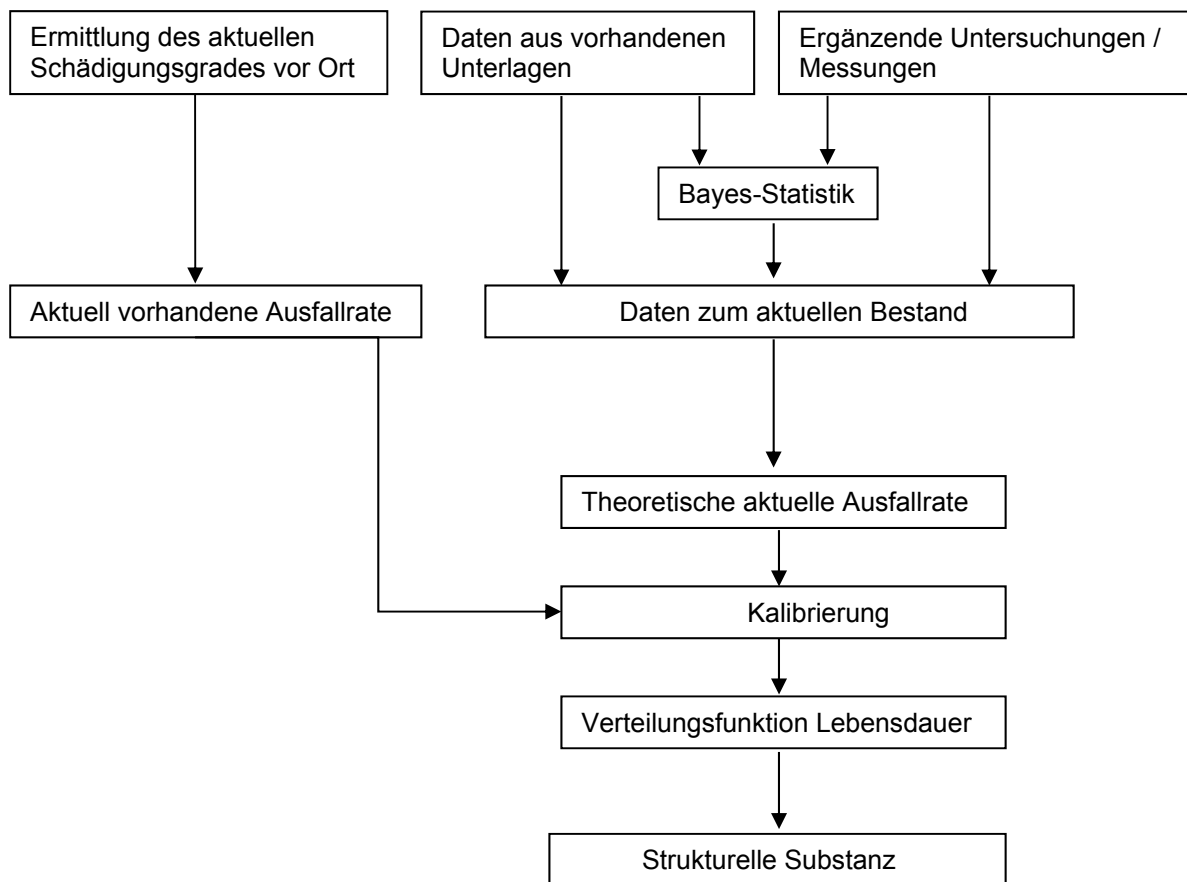 Ermittlung des aktuellen
Schädigungsgrades vor Ort
Daten aus vorhandenen
Unterlagen
Ergänzende Untersuchungen /
Messungen
Bayes-Statistik
Aktuell vorhandene Ausfallrate
Daten zum aktuellen Bestand
Theoretische aktuelle Ausfallrate
Kalibrierung
Verteilungsfunktion Lebensdauer
Strukturelle Substanz